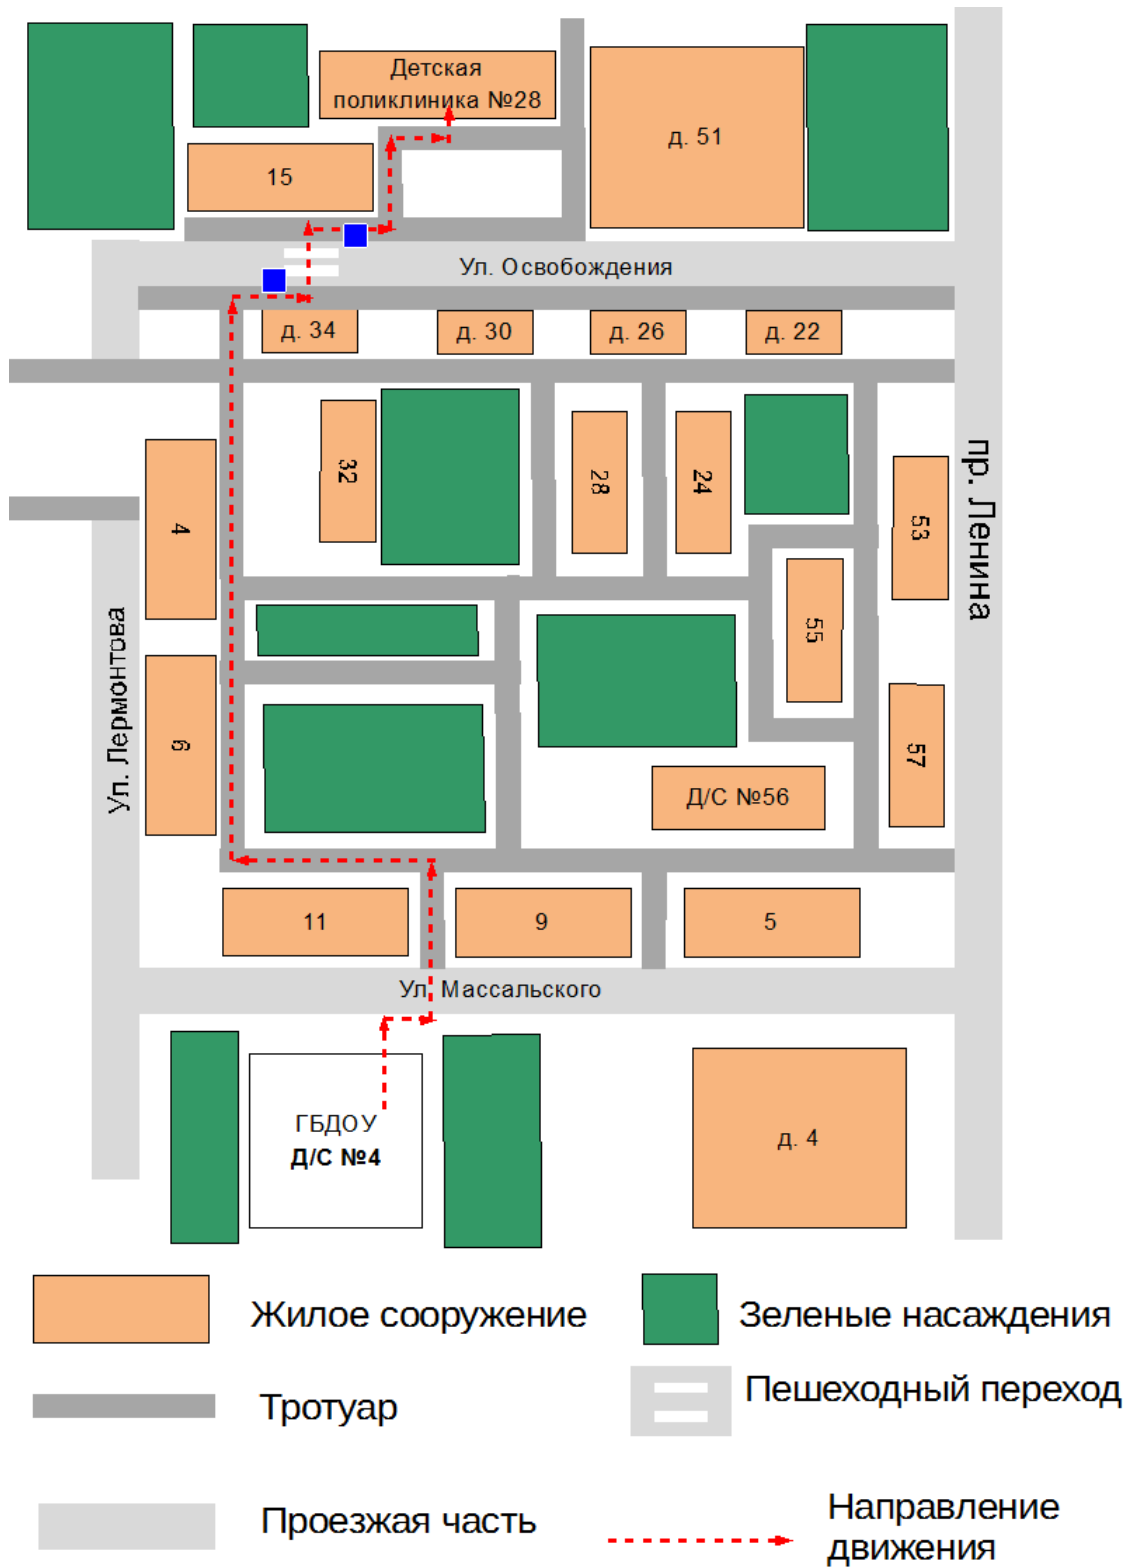 Детская
поликлиника №28
д. 51
15
Ул. Освобождения
д. 34
д. 30
д. 26
д. 22
32
28
24
53
пр. Ленина
4
55
Ул. Лермонтова
6
57
Д/С №56
11
9
5
Ул. Массальского
ГБДОУ
Д/С №4
д. 4
Жилое сооружение
Зеленые насаждения
Тротуар
Пешеходный переход
Проезжая часть
Направление
движения